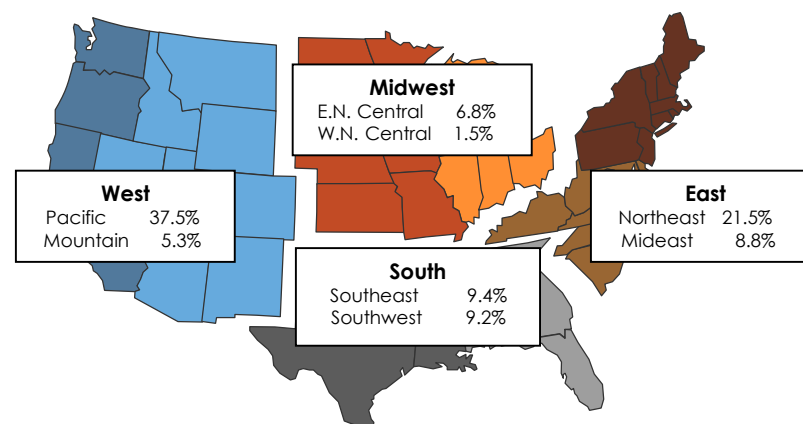 Midwest
E.N. Central 6.8%
W.N. Central 1.5%
West
Pacific 37.5%
Mountain 5.3%
East
Northeast 21.5%
Mideast 8.8%
South
Southeast 9.4%
Southwest 9.2%